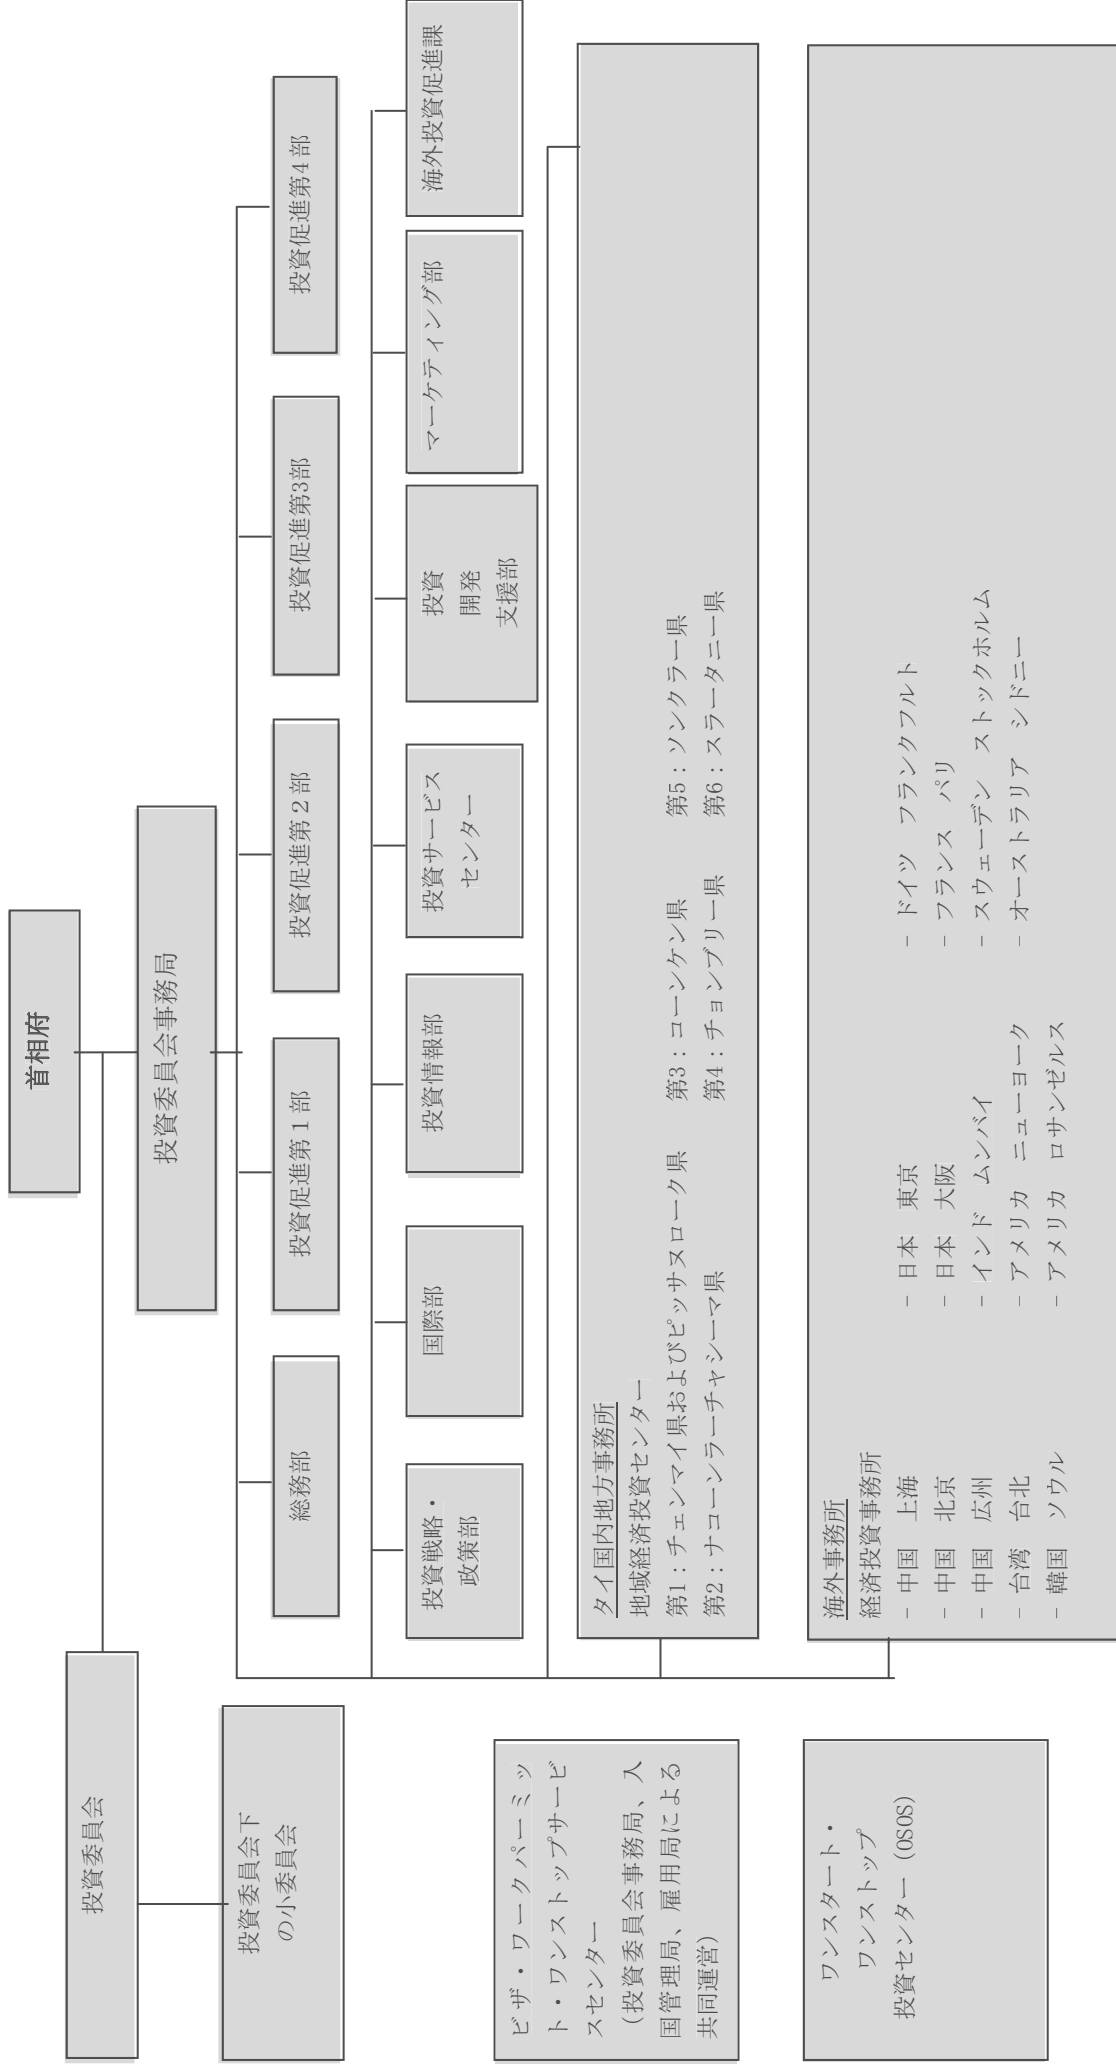 首相府
投資委員会
投資委員会事務局
投資委員会下
の小委員会
総務部
投資促進第１部
投資促進第２部
投資促進第3部
投資促進第4部
投資戦略・
政策部
国際部
投資情報部
投資サービス
センター
投資
開発
支援部
マーケティング部
海外投資促進課
ビザ・ワークパーミッ
ト・ワンストップサービ
スセンター
（投資委員会事務局、入
国管理局、雇用局による
共同運営）
タイ国内地方事務所
地域経済投資センター
第1：チェンマイ県およびピッサヌローク県　第3：コーンケン県　第5：ソンクラー県
第2：ナコーンラーチャシーマ県　第4：チョンブリー県　第6：スラータニー県
ワンスタート・
ワンストップ
投資センター（OSOS）
海外事務所
経済投資事務所
- 中国　上海　- 日本　東京　- ドイツ　フランクフルト
- 中国　北京　- 日本　大阪　- フランス　パリ
- 中国　広州　- インド　ムンバイ　- スウェーデン　ストックホルム
- 台湾　台北　- アメリカ　ニューヨーク　- オーストラリア　シドニー
- 韓国　ソウル　- アメリカ　ロサンゼルス